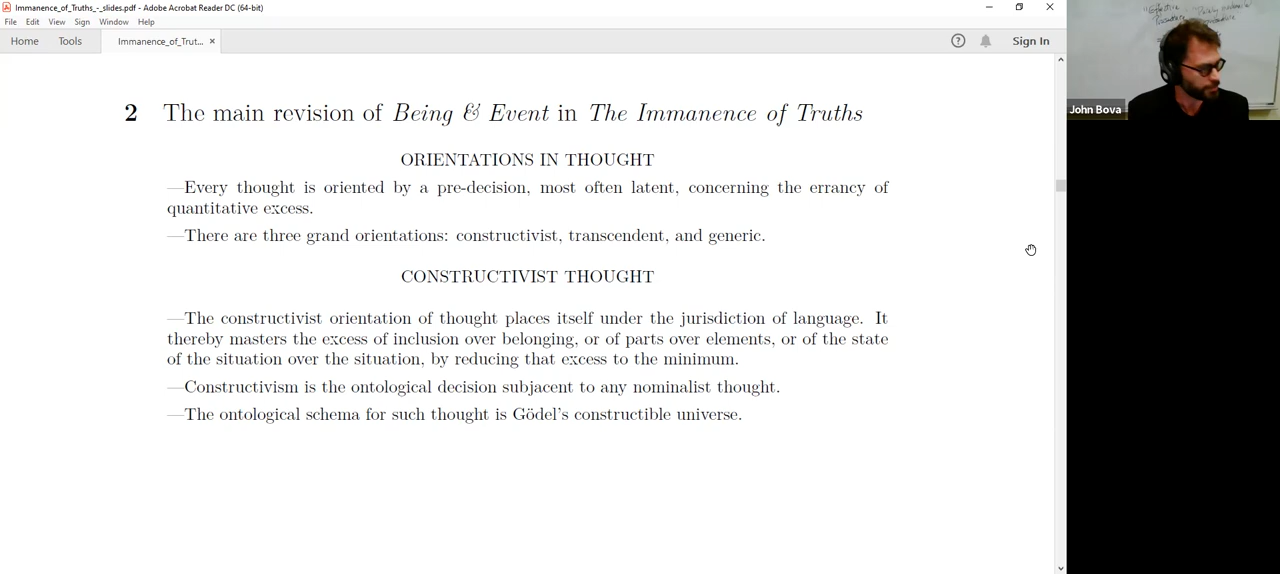 Immanence_of_Truths_-_slides.pdf - Adobe Acrobat Reader DC (64-bit)
File Edit View Sign Window Help
Home Tools Immanence_of_Trut... × Sign In
2 The main revision of Being & Event in The Immanence of Truths
ORIENTATIONS IN THOUGHT
—Every thought is oriented by a pre-decision, most often latent, concerning the errancy of
quantitative excess.
—There are three grand orientations: constructivist, transcendent, and generic.
CONSTRUCTIVIST THOUGHT
—The constructivist orientation of thought places itself under the jurisdiction of language. It
thereby masters the excess of inclusion over belonging, or of parts over elements, or of the state
of the situation over the situation, by reducing that excess to the minimum.
—Constructivism is the ontological decision subjacent to any nominalist thought.
—The ontological schema for such thought is Gödel's constructible universe.
John Bova